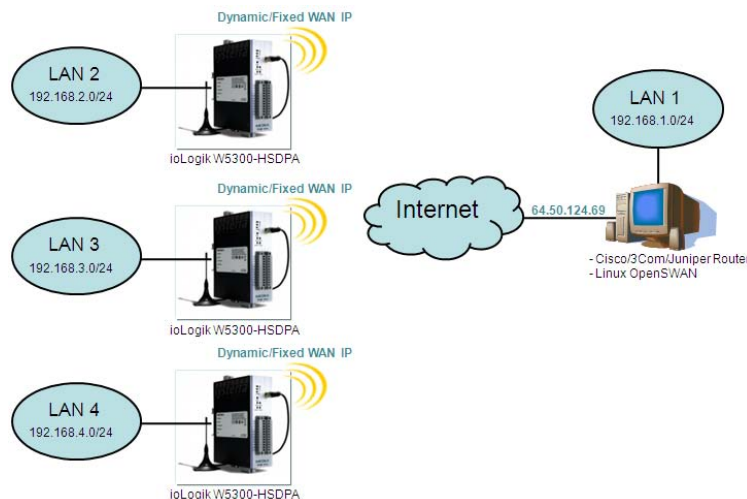 Dynamic/Fixed WAN IP
LAN 2
192.168.2.0/24
ioLogik W5300-HSDPA
Dynamic/Fixed WAN IP
LAN 3
192.168.3.0/24
ioLogik W5300-HSDPA
Dynamic/Fixed WAN IP
LAN 4
192.168.4.0/24
ioLogik W5300-HSDPA
Internet
64.50.124.69
LAN 1
192.168.1.0/24
- Cisco/3Com/Juniper Router
- Linux OpenSWAN